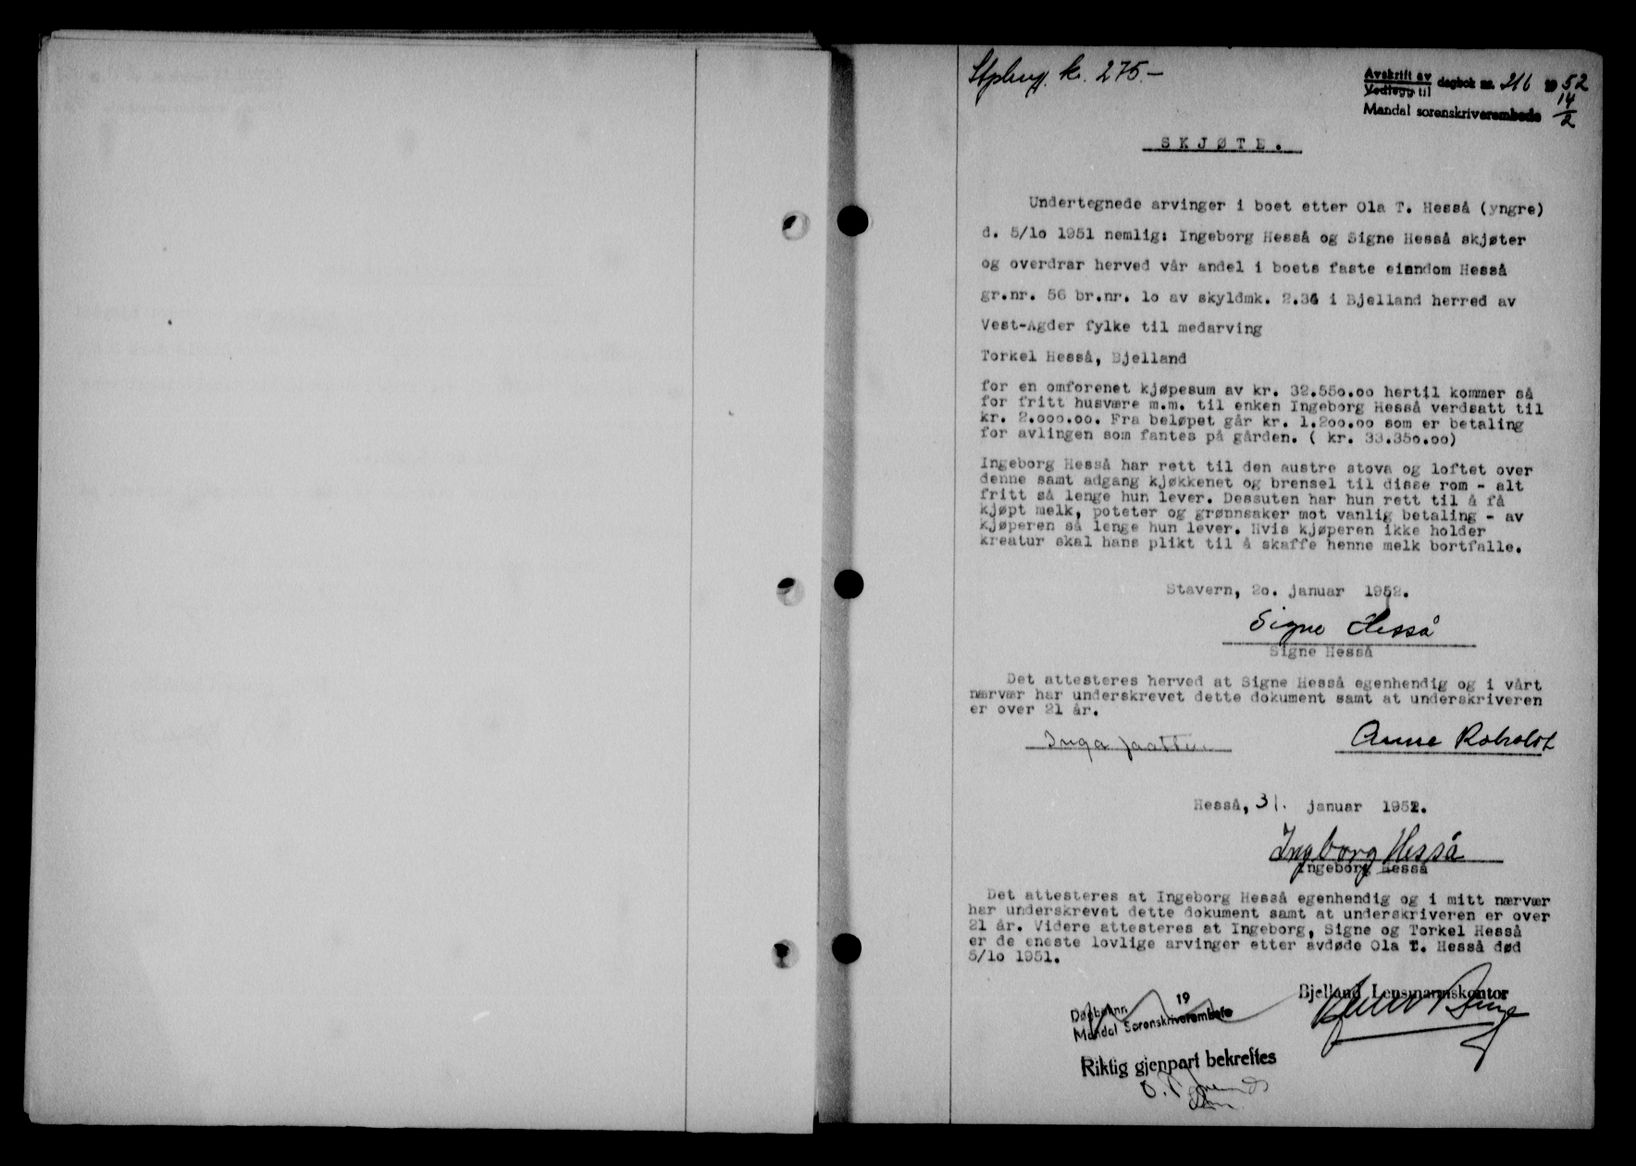 Stplmrg. kr. 275.-
Avskrift av dagbok nr. 216 1952
Vedlegg til 14/2
Mandal sorenskriverembede
SKJØTE.
Undertegnede arvinger i boet etter Ola T. Hesså (yngre)
d. 5/10 1951 nemlig: Ingeborg Hesså og Signe Hesså skjøter
og overdrar herved vår andel i boets faste eiendom Hesså
gr.nr. 56 br.nr. 10 av skyldmk. 2.34 i Bjelland herred av
Vest-Agder fylke til medarving
Torkel Hesså, Bjelland
for en omforenet kjøpesum av kr. 32.550.00 hertil kommer så
for fritt husvære m.m. til enken Ingeborg Hesså verdsatt til
kr. 2.000.00. Fra beløpet går kr. 1.200.00 som er betaling
for avlingen som fantes på gården. ( kr. 33.350.00)
Ingeborg Hesså har rett til den austre stova og loftet over
denne samt adgang kjøkkenet og brensel til disse rom - alt
fritt så lenge hun lever. Dessuten har hun rett til å få
kjøpt melk, poteter og grønnsaker mot vanlig betaling - av
kjøperen så lenge hun lever. Hvis kjøperen ikke holder
kreatur skal hans plikt til å skaffe henne melk bortfalle.
Stavern, 20. januar 1952.
Signe Hesså
Signe Hesså
Det attesteres herved at Signe Hesså egenhendig og i vårt
nærvær har underskrevet dette dokument samt at underskriveren
er over 21 år.
Inga Anne
Hesså, 31. januar 1952.
Ingeborg Hesså
Ingeborg Hesså
Det attesteres at Ingeborg Hesså egenhendig og i mitt nærvær
har underskrevet dette dokument samt at underskriveren er over
21 år. Videre attesteres at Ingeborg, Signe og Torkel Hesså
er de eneste lovlige arvinger etter avdøde Ola T. Hesså død
5/10 1951.
Bjelland Lensmannskontor
Dagboknr. 19
Mandal Sorenskriverembete
Riktig gjenpart bekreftes